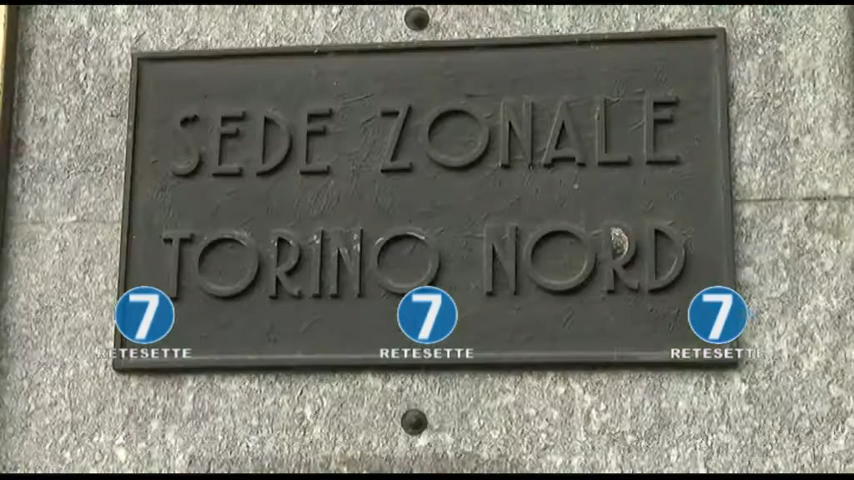 SEDE ZONALE
TORINO NORD
7 7 7
RETESETTE RETESETTE RETESETTE